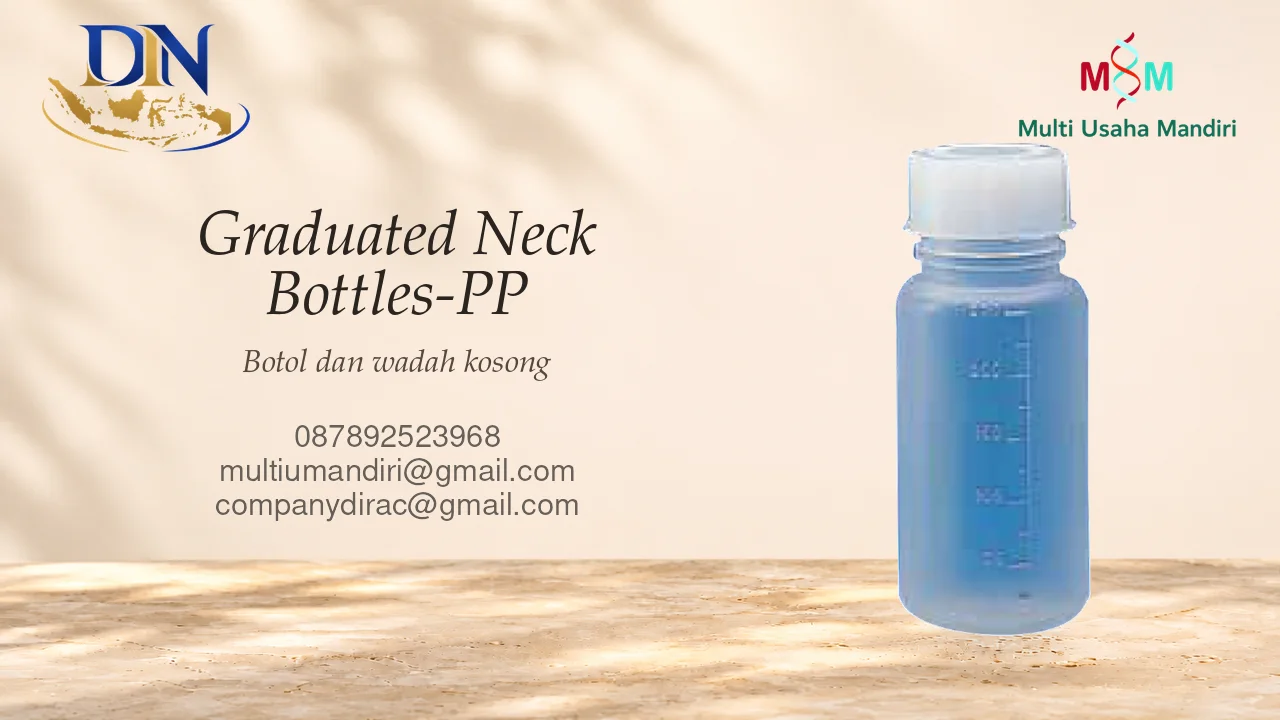 DIN
MSM
Multi Usaha Mandiri
Graduated Neck
Bottles-PP
Botol dan wadah kosong
087892523968
multiumandiri@gmail.com
companydirac@gmail.com